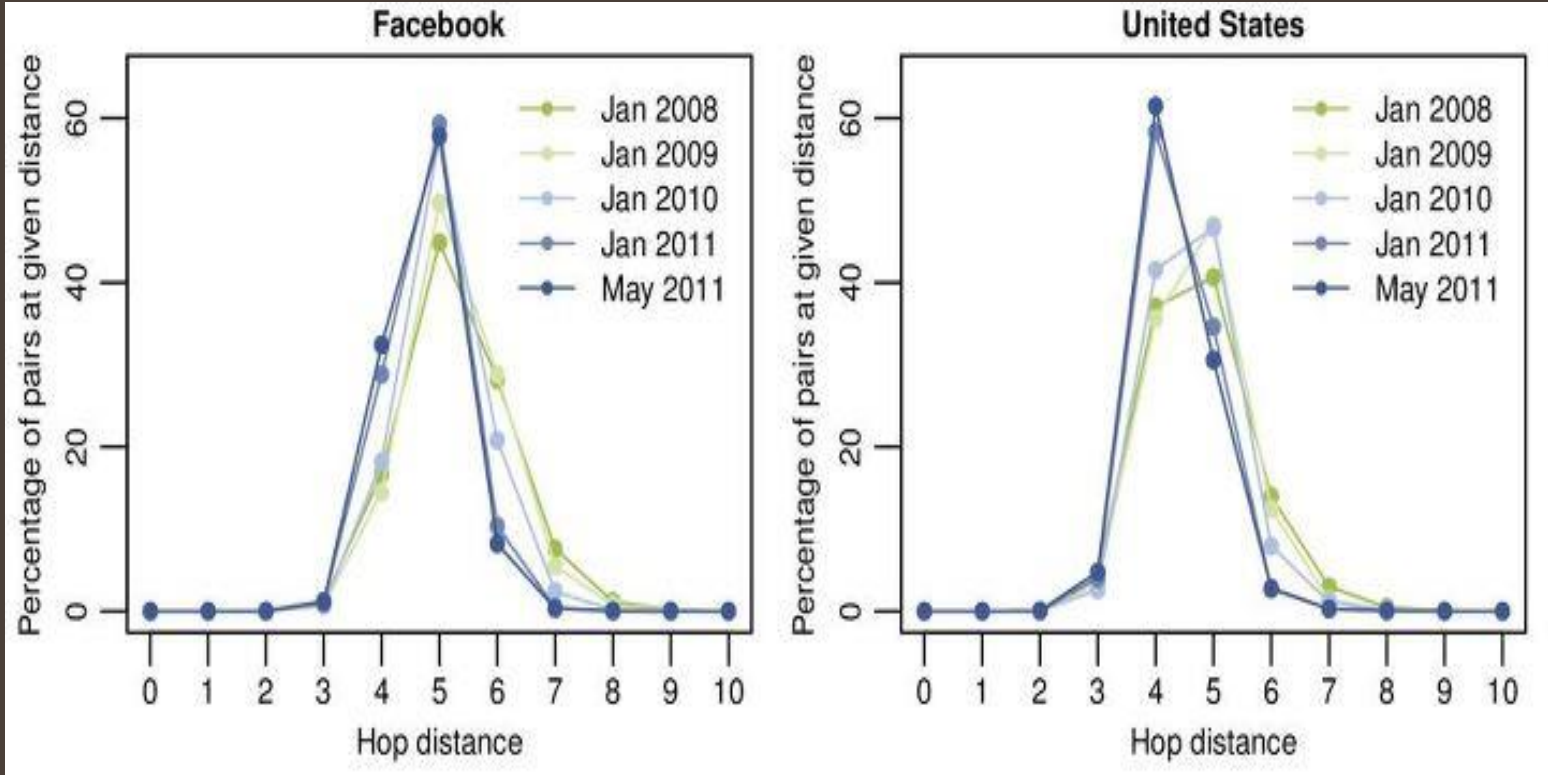 Facebook
Percentage of pairs at given distance
60
40
20
0
Jan 2008
Jan 2009
Jan 2010
Jan 2011
May 2011
0 1 2 3 4 5 6 7 8 9 10
Hop distance
United States
Percentage of pairs at given distance
60
40
20
0
Jan 2008
Jan 2009
Jan 2010
Jan 2011
May 2011
0 1 2 3 4 5 6 7 8 9 10
Hop distance